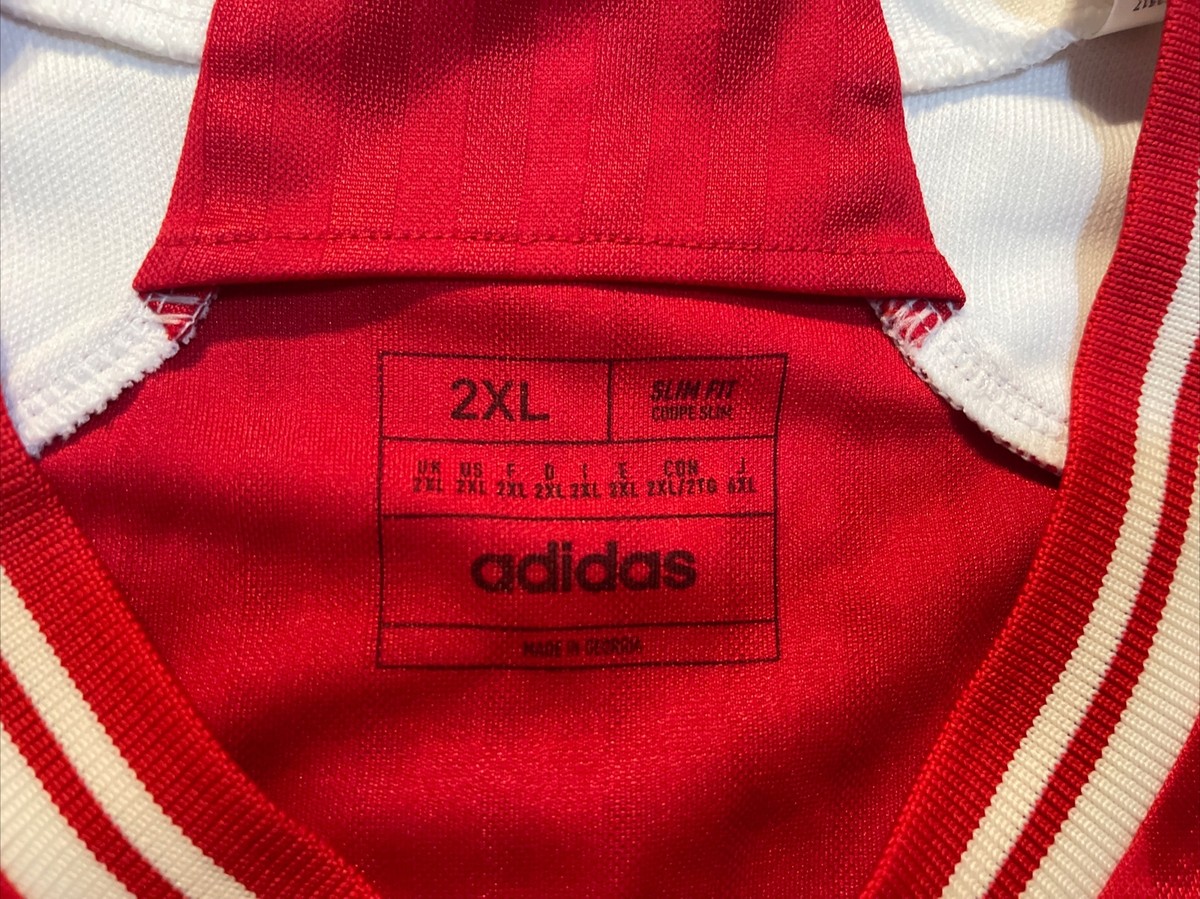 2XL
SLIM FIT
COUPE SLIM
UK US F D I E CDN J
2XL 2XL 2XL 2XL 2XL 2XL 2XL/2TG 6XL
adidas
MADE IN GEORGIA